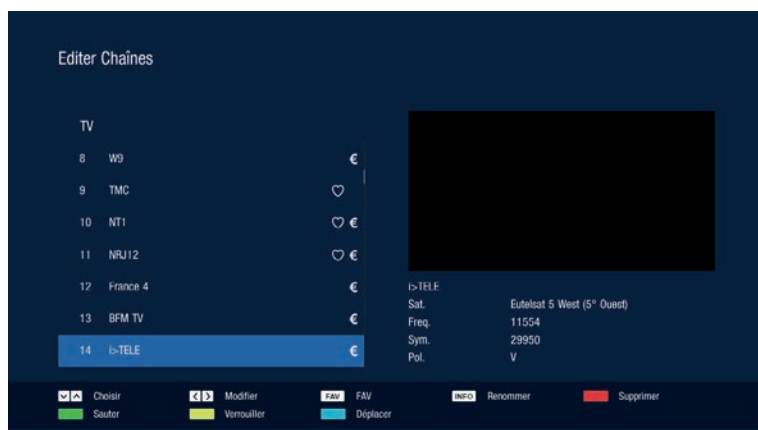 Editer Chaînes
TV
8 W9 €
9 TMC
10 NT1 €
11 NRJ12 €
12 France 4 €
13 BFM TV €
14 i>TELE €
i>TELE
Sat. Eutelsat 5 West (5° Ouest)
Freq. 11554
Sym. 29950
Pol. V
Choisir Modifier FAV FAV INFO Renommer Supprimer
Sauter Verrouiller Déplacer